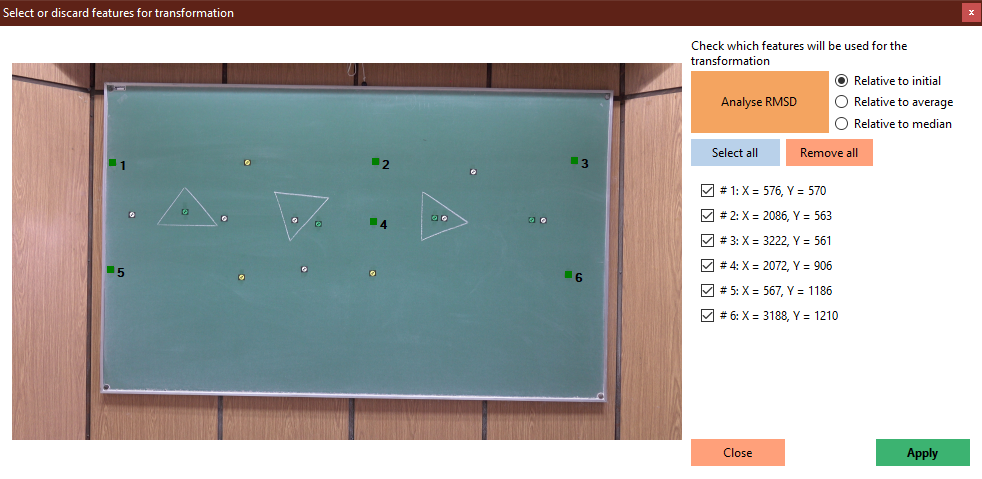 Select or discard features for transformation
x
Check which features will be used for the
transformation
Analyse RMSD
Relative to initial
Relative to average
Relative to median
Select all
Remove all
# 1: X = 576, Y = 570
# 2: X = 2086, Y = 563
# 3: X = 3222, Y = 561
# 4: X = 2072, Y = 906
# 5: X = 567, Y = 1186
# 6: X = 3188, Y = 1210
1
2
3
4
5
6
Close
Apply